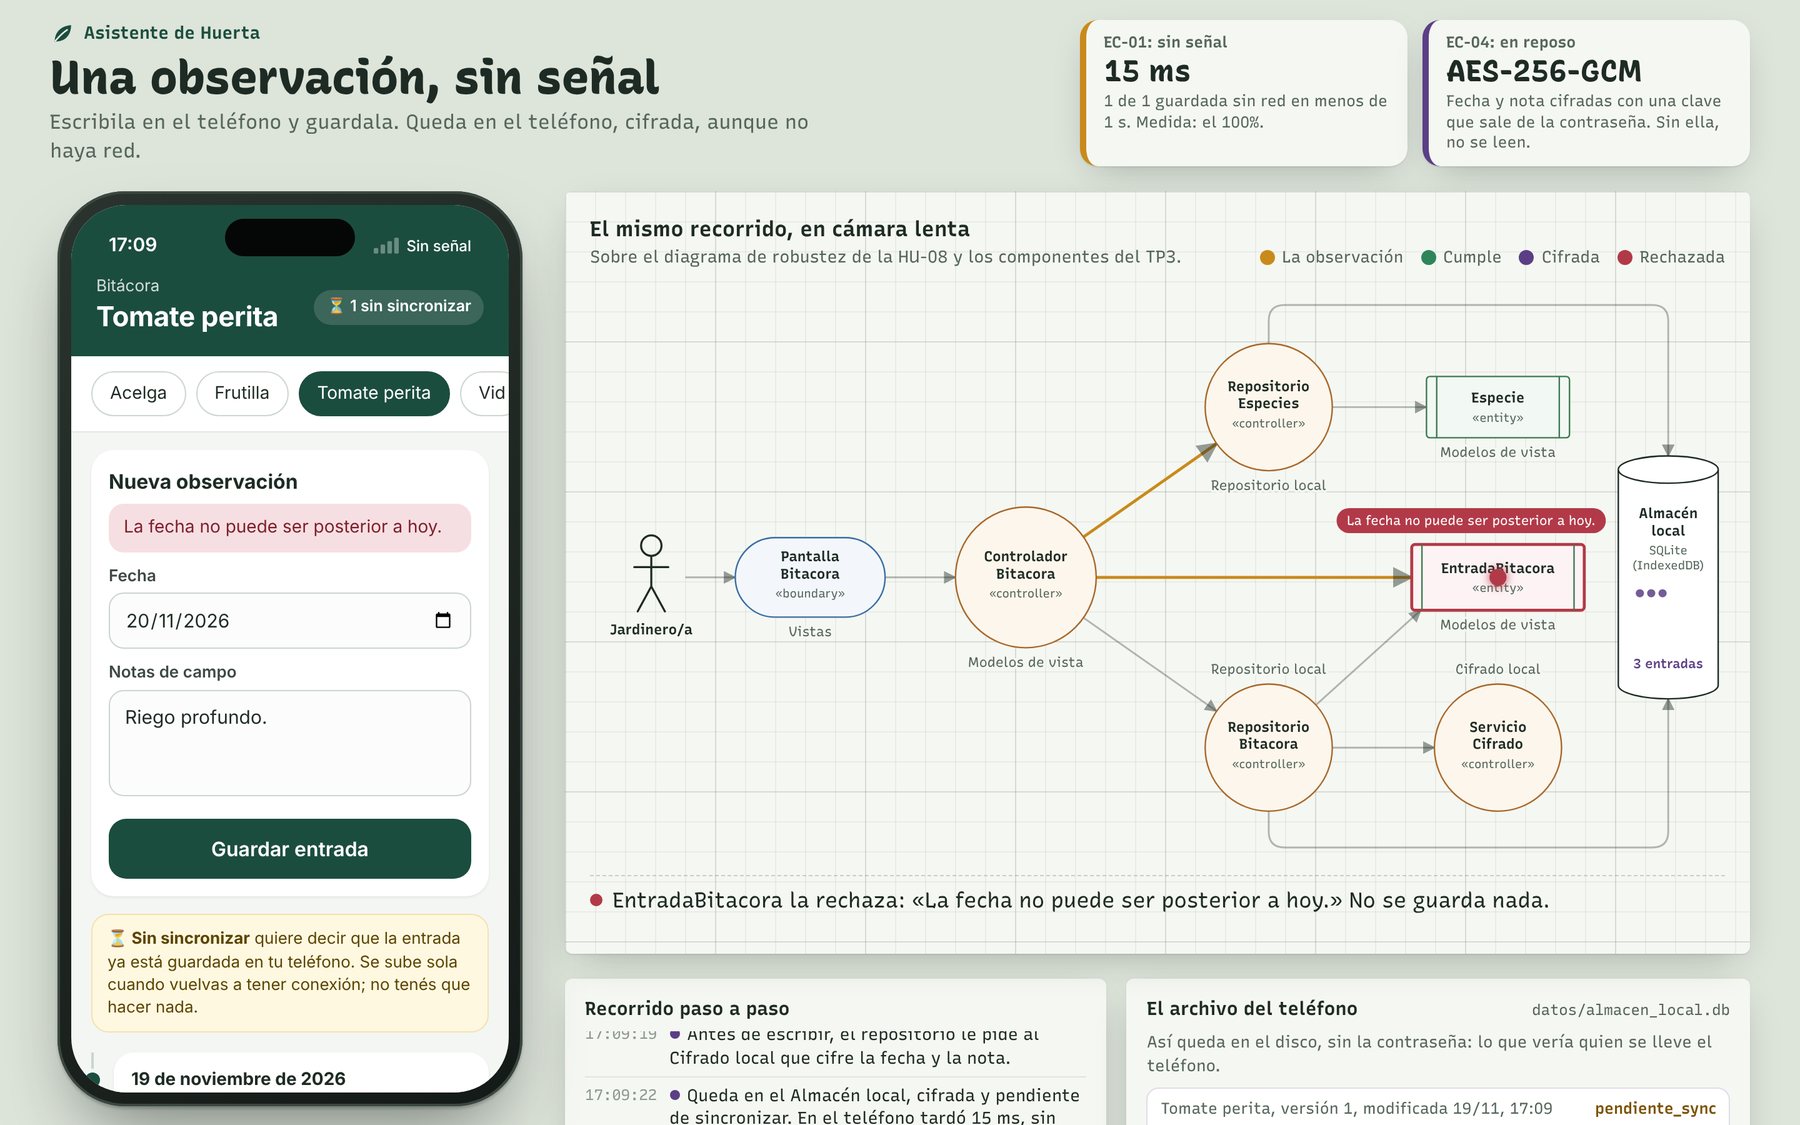 Asistente de Huerta
Una observación, sin señal
Escribila en el teléfono y guardala. Queda en el teléfono, cifrada, aunque no
haya red.
EC-01: sin señal
15 ms
1 de 1 guardada sin red en menos de
1 s. Medida: el 100%.
EC-04: en reposo
AES-256-GCM
Fecha y nota cifradas con una clave
que sale de la contraseña. Sin ella,
no se leen.
17:09
Sin señal
Bitácora
Tomate perita
⏳ 1 sin sincronizar
Acelga
Frutilla
Tomate perita
Vid
Nueva observación
La fecha no puede ser posterior a hoy.
Fecha
20/11/2026
Notas de campo
Riego profundo.
Guardar entrada
⏳ Sin sincronizar quiere decir que la entrada
ya está guardada en tu teléfono. Se sube sola
cuando vuelvas a tener conexión; no tenés que
hacer nada.
19 de noviembre de 2026
El mismo recorrido, en cámara lenta
Sobre el diagrama de robustez de la HU-08 y los componentes del TP3.
La observación
Cumple
Cifrada
Rechazada
Repositorio
Especies
«controller»
Repositorio local
Especie
«entity»
Modelos de vista
Almacén
local
SQLite
(IndexedDB)
3 entradas
La fecha no puede ser posterior a hoy.
EntradaBitacora
«entity»
Modelos de vista
Jardinero/a
Pantalla
Bitacora
«boundary»
Vistas
Controlador
Bitacora
«controller»
Modelos de vista
Repositorio local
Repositorio
Bitacora
«controller»
Cifrado local
Servicio
Cifrado
«controller»
EntradaBitacora la rechaza: «La fecha no puede ser posterior a hoy.» No se guarda nada.
Recorrido paso a paso
17:09:19
Antes de escribir, el repositorio le pide al
Cifrado local que cifre la fecha y la nota.
17:09:22
Queda en el Almacén local, cifrada y pendiente
de sincronizar. En el teléfono tardó 15 ms, sin
El archivo del teléfono
datos/almacen_local.db
Así queda en el disco, sin la contraseña: lo que vería quien se lleve el
teléfono.
Tomate perita, versión 1, modificada 19/11, 17:09
pendiente_sync